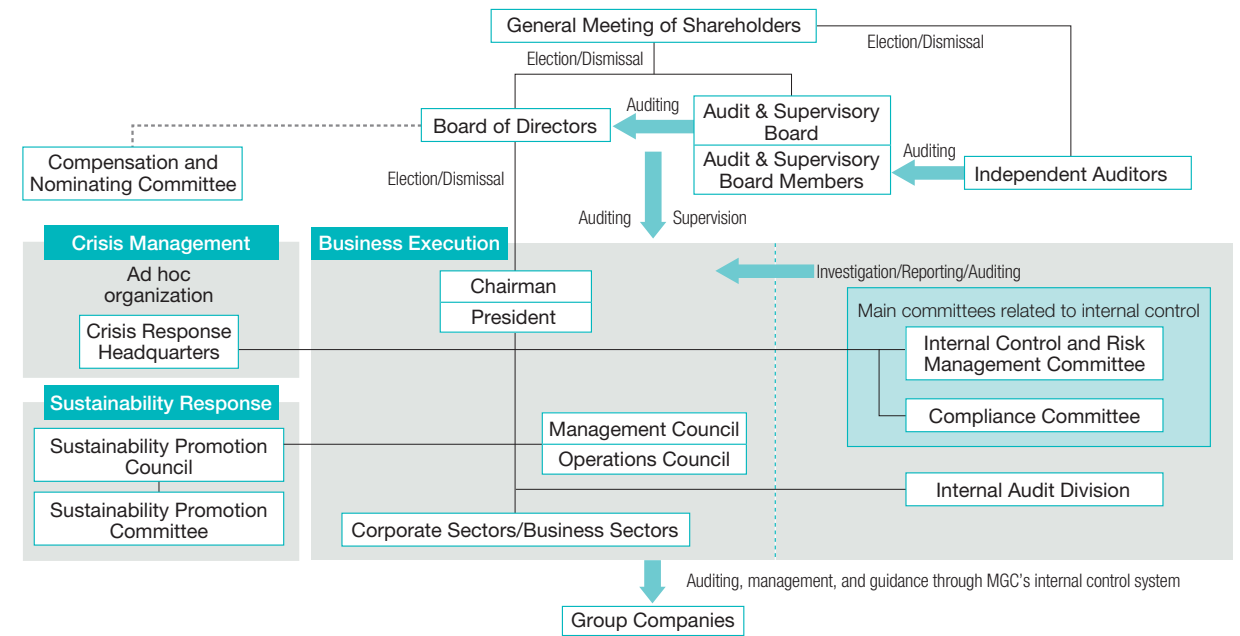 General Meeting of Shareholders
Election/Dismissal
Election/Dismissal
Auditing
Board of Directors
Audit & Supervisory
Board
Audit & Supervisory
Board Members
Auditing
Independent Auditors
Compensation and
Nominating Committee
Election/Dismissal
Auditing
Supervision
Crisis Management
Ad hoc
organization
Crisis Response
Headquarters
Business Execution
Chairman
President
Investigation/Reporting/Auditing
Main committees related to internal control
Internal Control and Risk
Management Committee
Compliance Committee
Sustainability Response
Sustainability Promotion
Council
Sustainability Promotion
Committee
Management Council
Operations Council
Internal Audit Division
Corporate Sectors/Business Sectors
Auditing, management, and guidance through MGC's internal control system
Group Companies